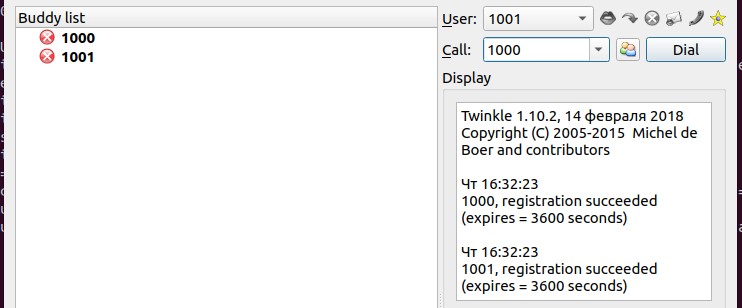 Buddy list
1000
1001
User: 1001
Call: 1000
Dial
Display
Twinkle 1.10.2, 14 февраля 2018
Copyright (C) 2005-2015 Michel de
Boer and contributors
Чт 16:32:23
1000, registration succeeded
(expires = 3600 seconds)
Чт 16:32:23
1001, registration succeeded
(expires = 3600 seconds)